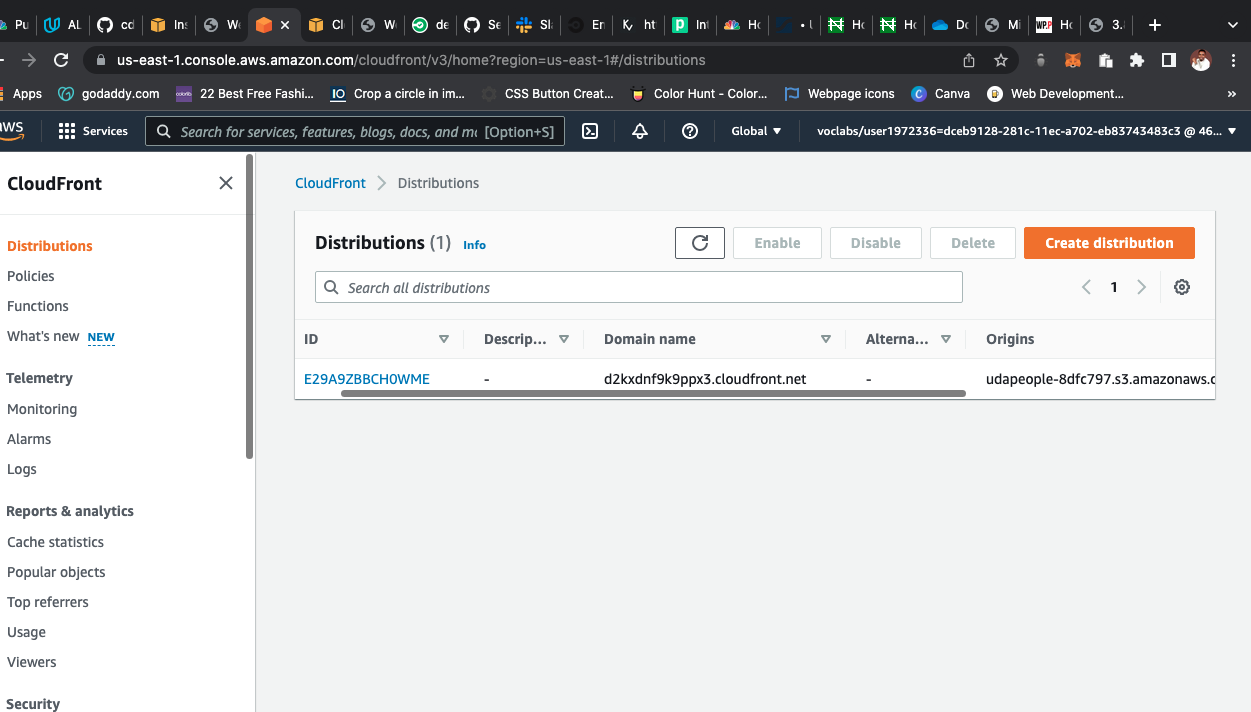 Pu AL cd Ins We Clo We de Se Sla En ht Int Ho • U Ho Ho Do Mi Ho 3.
us-east-1.console.aws.amazon.com/cloudfront/v3/home?region=us-east-1#/distributions
Apps godaddy.com 22 Best Free Fashi... Crop a circle in im... CSS Button Creat... Color Hunt - Color... Webpage icons Canva Web Development... »
aws Services Search for services, features, blogs, docs, and mo [Option+S] Global voclabs/user1972336=dceb9128-281c-11ec-a702-eb83743483c3 @ 46...
CloudFront
Distributions
Policies
Functions
What's new NEW
Telemetry
Monitoring
Alarms
Logs
Reports & analytics
Cache statistics
Popular objects
Top referrers
Usage
Viewers
Security
CloudFront Distributions
Distributions (1) Info Enable Disable Delete Create distribution
Search all distributions 1
ID Descrip... Domain name Alterna... Origins
E29A9ZBBCH0WME - d2kxdnf9k9ppx3.cloudfront.net - udapeople-8dfc797.s3.amazonaws.c